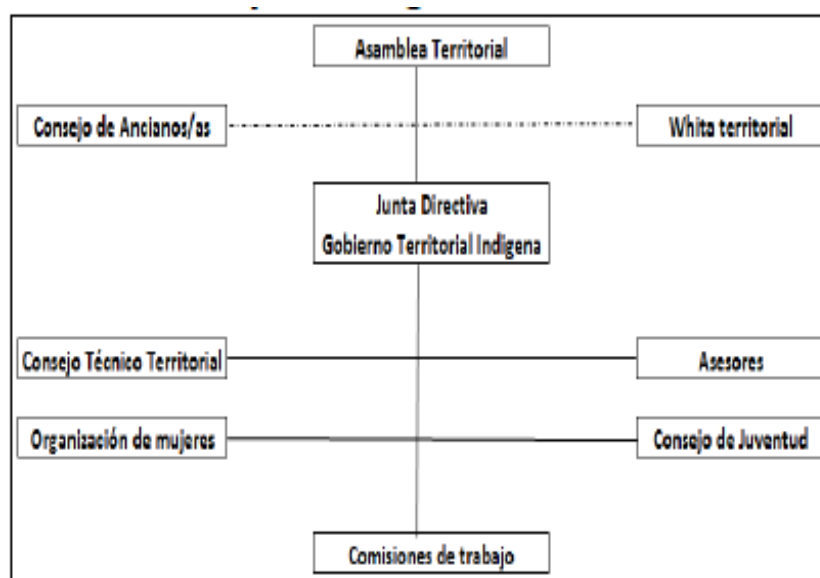 Asamblea Territorial
Consejo de Ancianos/as
Whita territorial
Junta Directiva
Gobierno Territorial Indigena
Consejo Técnico Territorial
Asesores
Organización de mujeres
Consejo de Juventud
Comisiones de trabajo